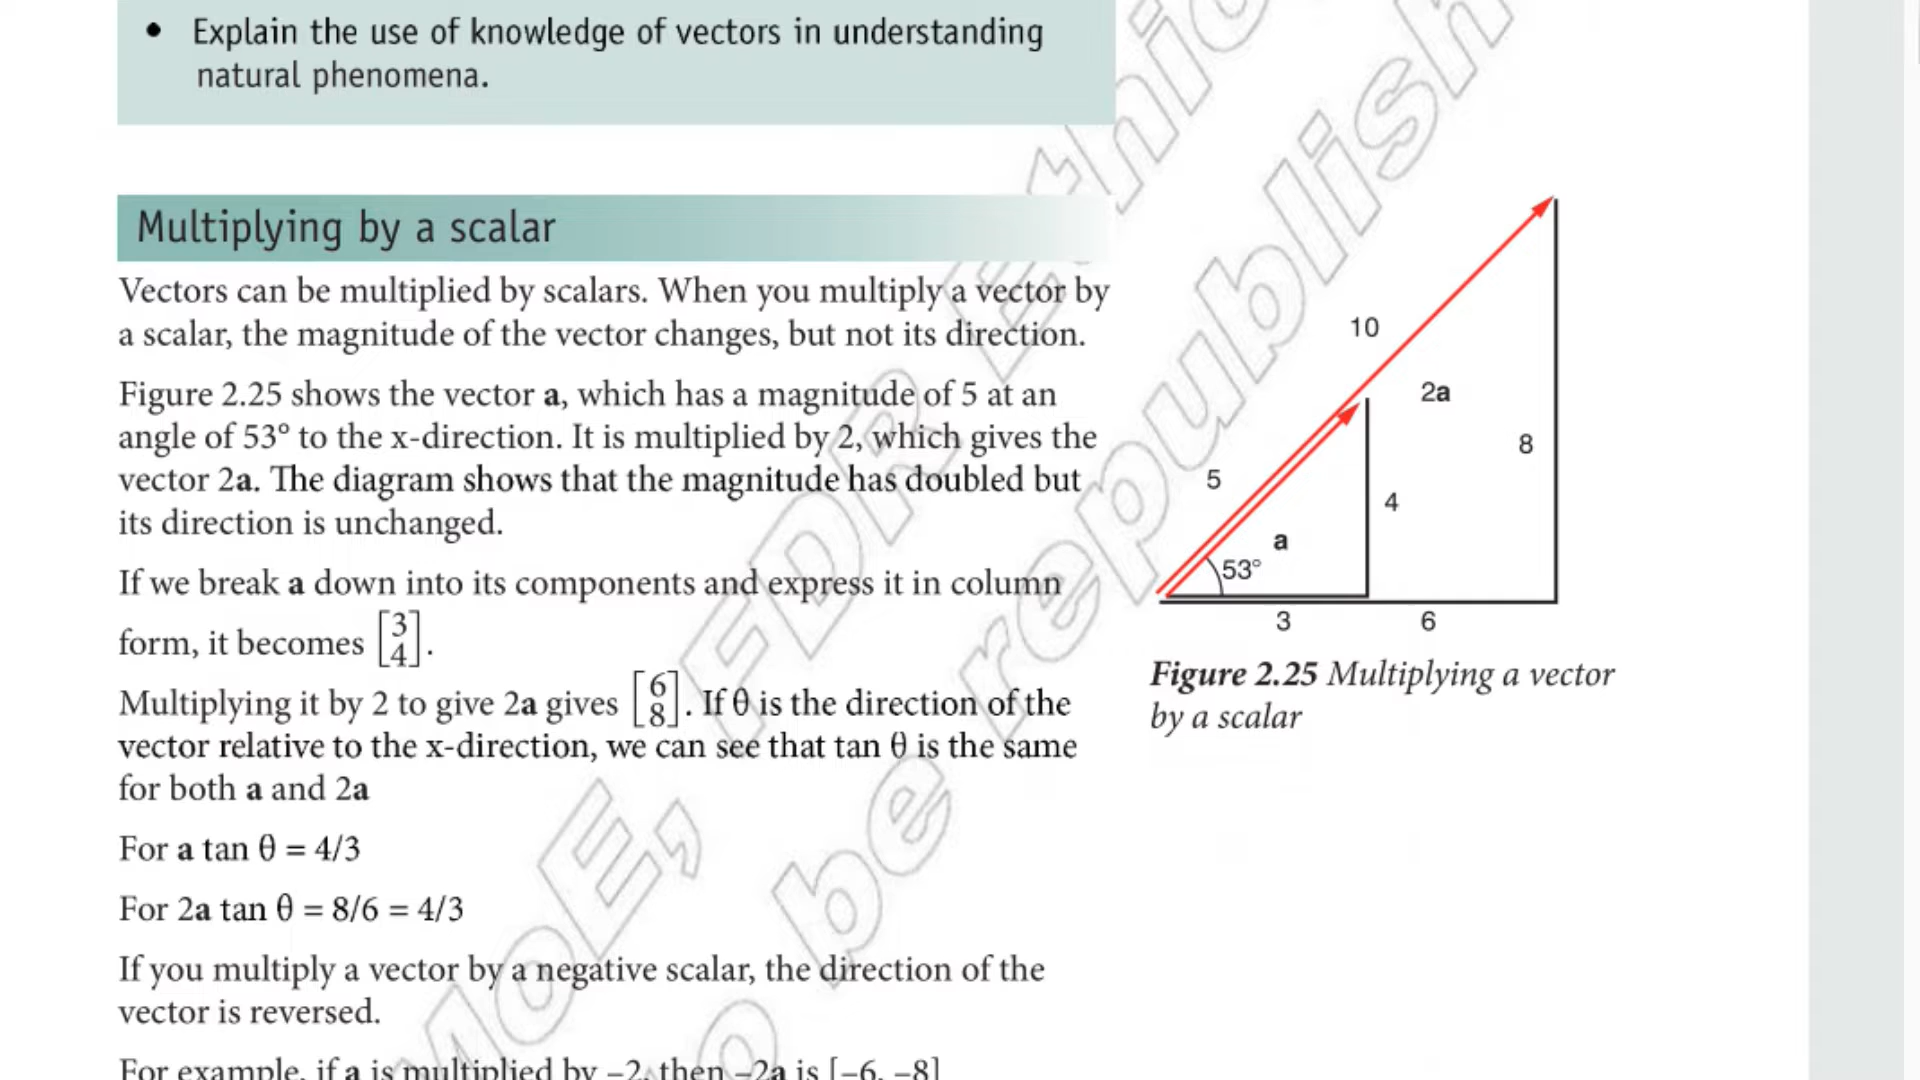 • Explain the use of knowledge of vectors in understanding
natural phenomena.
Multiplying by a scalar
Vectors can be multiplied by scalars. When you multiply a vector by
a scalar, the magnitude of the vector changes, but not its direction.
Figure 2.25 shows the vector a, which has a magnitude of 5 at an
angle of 53° to the x-direction. It is multiplied by 2, which gives the
vector 2a. The diagram shows that the magnitude has doubled but
its direction is unchanged.
If we break a down into its components and express it in column
form, it becomes [3 4].
Multiplying it by 2 to give 2a gives [6 8]. If θ is the direction of the
vector relative to the x-direction, we can see that tan θ is the same
for both a and 2a
For a tan θ = 4/3
For 2a tan θ = 8/6 = 4/3
If you multiply a vector by a negative scalar, the direction of the
vector is reversed.
For example, if a is multiplied by –2, then –2a is [–6, –8]
10
2a
8
5
4
a
53°
3
6
Figure 2.25 Multiplying a vector
by a scalar
MoE, FDR Ethio
o be republish